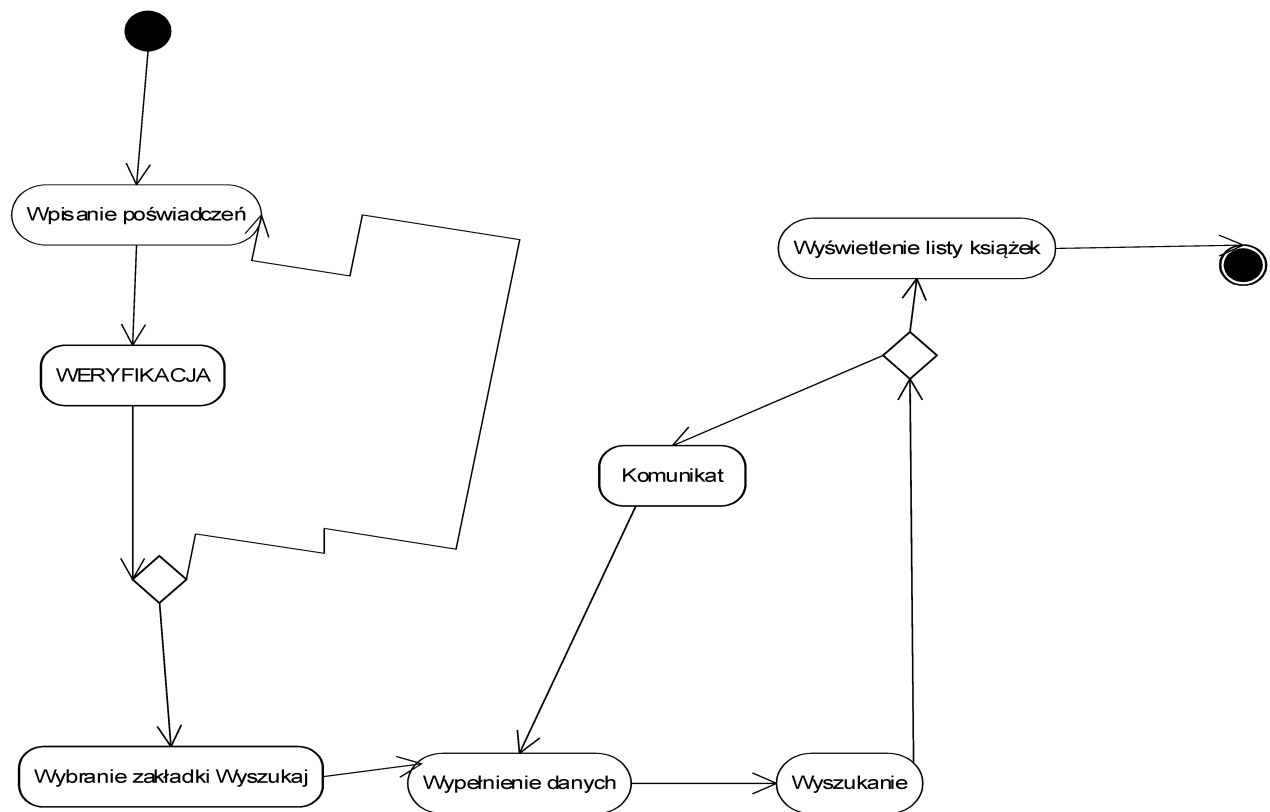 Wpisanie poświadczeń
WERYFIKACJA
Wybranie zakładki Wyszukaj
Wypełnienie danych
Wyszukanie
Komunikat
Wyświetlenie listy książek